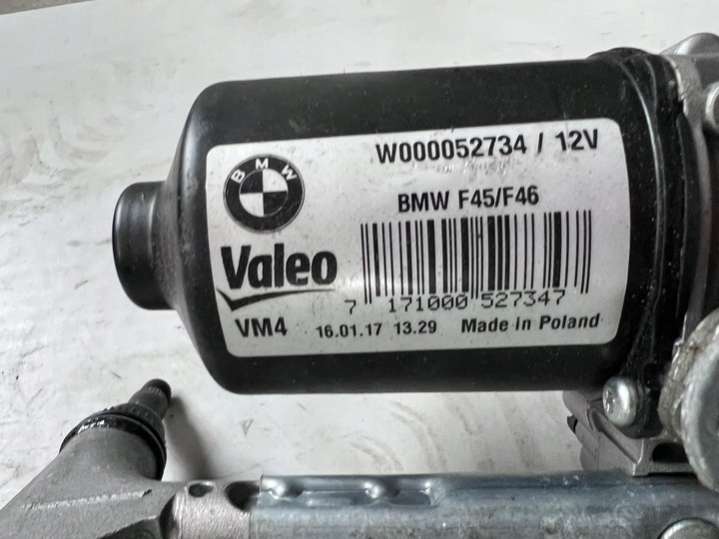 W000052734 / 12V
BMW
BMW F45/F46
Valeo
7 171000 527347
VM4 16.01.17 13.29 Made in Poland